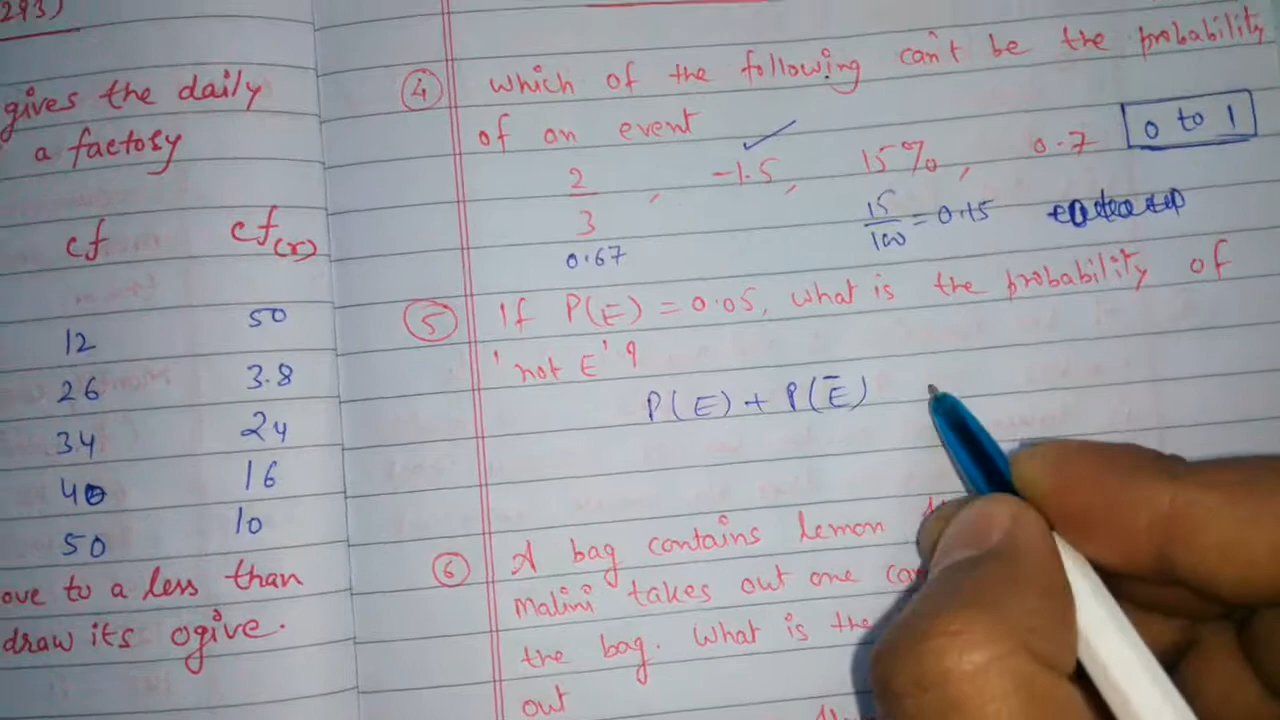 293)
gives the daily
a factory
cf cf(x)
12 50
26 3.8
34 24
40 16
50 10
ove to a less than
draw its ogive.
④ which of the following can't be the probability
of an event 0 to 1
2/3, -1.5, 15%, 0.7
0.67 15/100 = 0.15
⑤ If P(E) = 0.05, what is the probability of
'not E' ?
P(E) + P(Ē)
⑥ A bag contains lemon
Malini takes out one
the bag. What is the
out